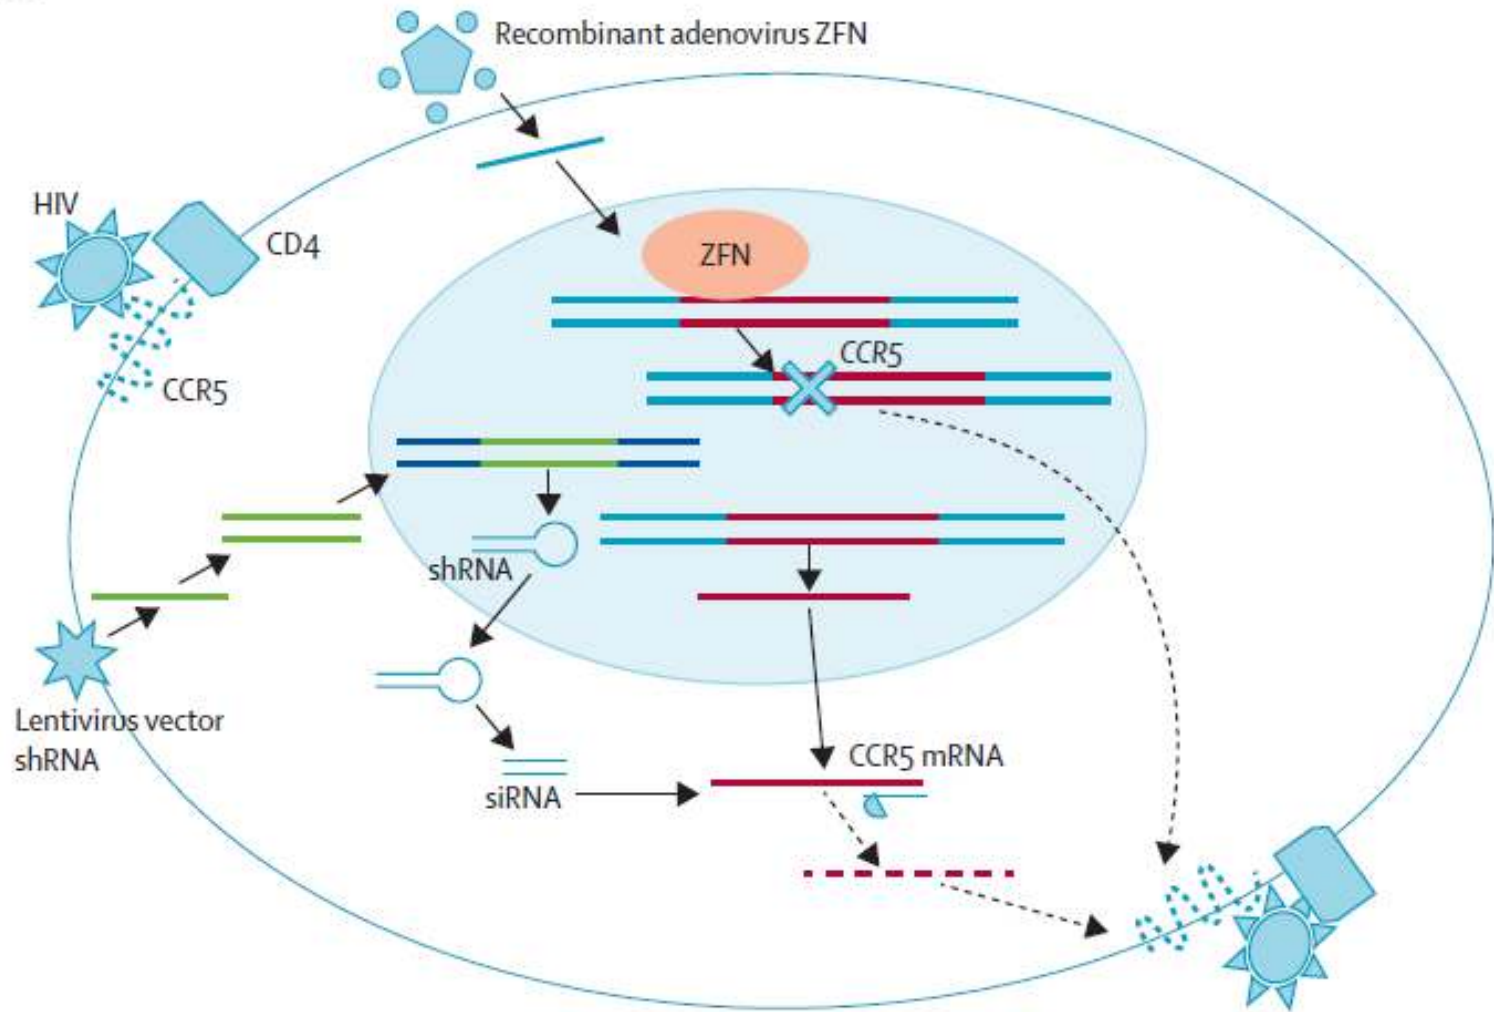 Recombinant adenovirus ZFN
HIV
CD4
ZFN
CCR5
CCR5
shRNA
Lentivirus vector
shRNA
CCR5 mRNA
siRNA